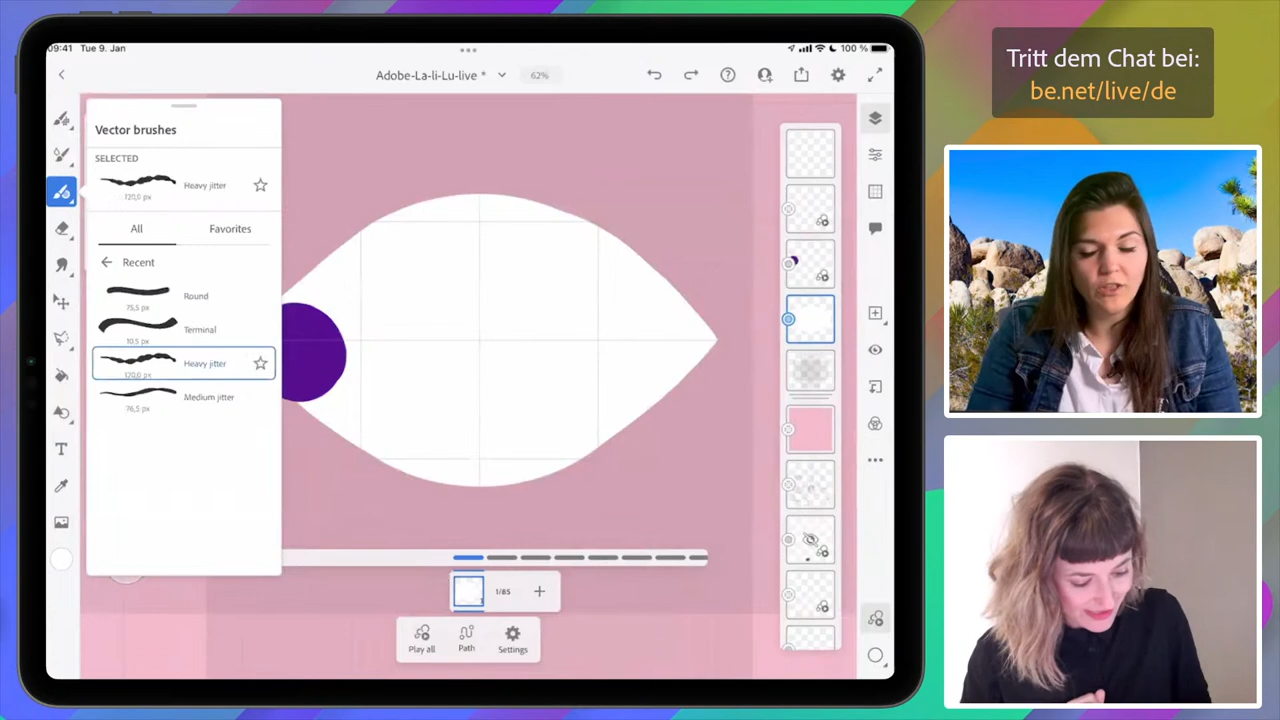 09:41 Tue 9. Jan
100 %
Adobe-La-li-Lu-live *
62%
Vector brushes
SELECTED
Heavy jitter
120,0 px
All
Favorites
Recent
Round
75,5 px
Terminal
10,5 px
Heavy jitter
120,0 px
Medium jitter
76,5 px
T
1/85
Play all
Path
Settings
Tritt dem Chat bei:
be.net/live/de